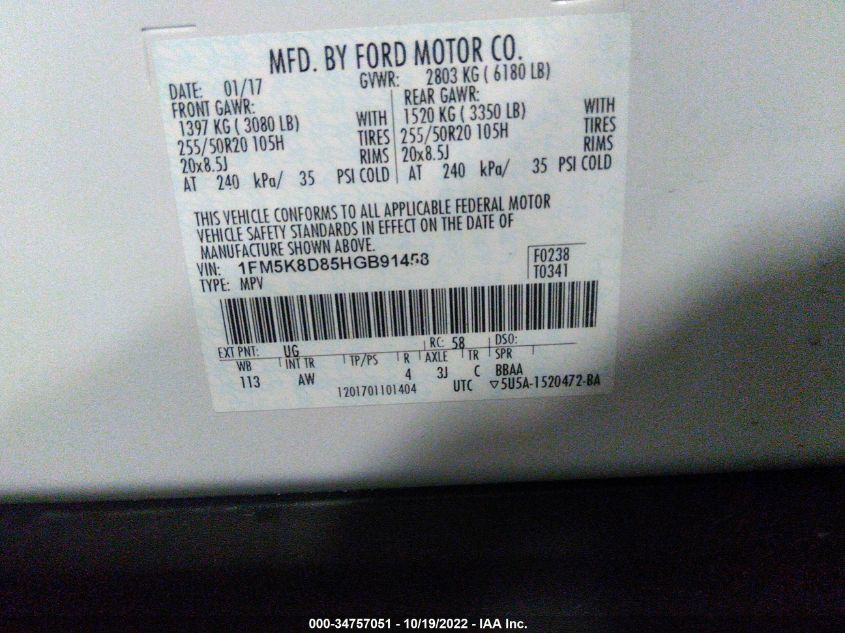 MFD. BY FORD MOTOR CO.
DATE: 01/17 GVWR: 2803 KG ( 6180 LB)
FRONT GAWR: REAR GAWR:
1397 KG ( 3080 LB) WITH 1520 KG ( 3350 LB) WITH
255/50R20 105H TIRES 255/50R20 105H TIRES
20x8.5J RIMS 20x8.5J RIMS
AT 240 kPa/ 35 PSI COLD AT 240 kPa/ 35 PSI COLD
THIS VEHICLE CONFORMS TO ALL APPLICABLE FEDERAL MOTOR
VEHICLE SAFETY STANDARDS IN EFFECT ON THE DATE OF
MANUFACTURE SHOWN ABOVE.
VIN: 1FM5K8D85HGB91458 F0238
TYPE: MPV T0341
EXT PNT: UG RC: 58 DSO:
WB INT TR TP/PS R AXLE TR SPR
113 AW 4 3J C BBAA
1201701101404 UTC ▽5U5A-1520472-BA
000-34757051 - 10/19/2022 - IAA Inc.